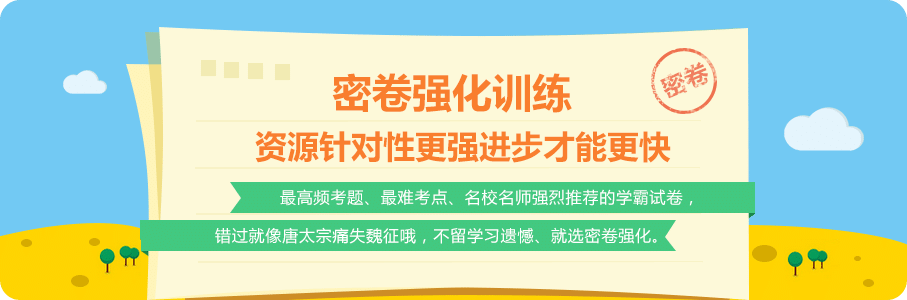 密卷强化训练
密卷
资源针对性更强进步才能更快
最高频考题、最难考点、名校名师强烈推荐的学霸试卷，
错过就像唐太宗痛失魏征哦，不留学习遗憾、就选密卷强化。